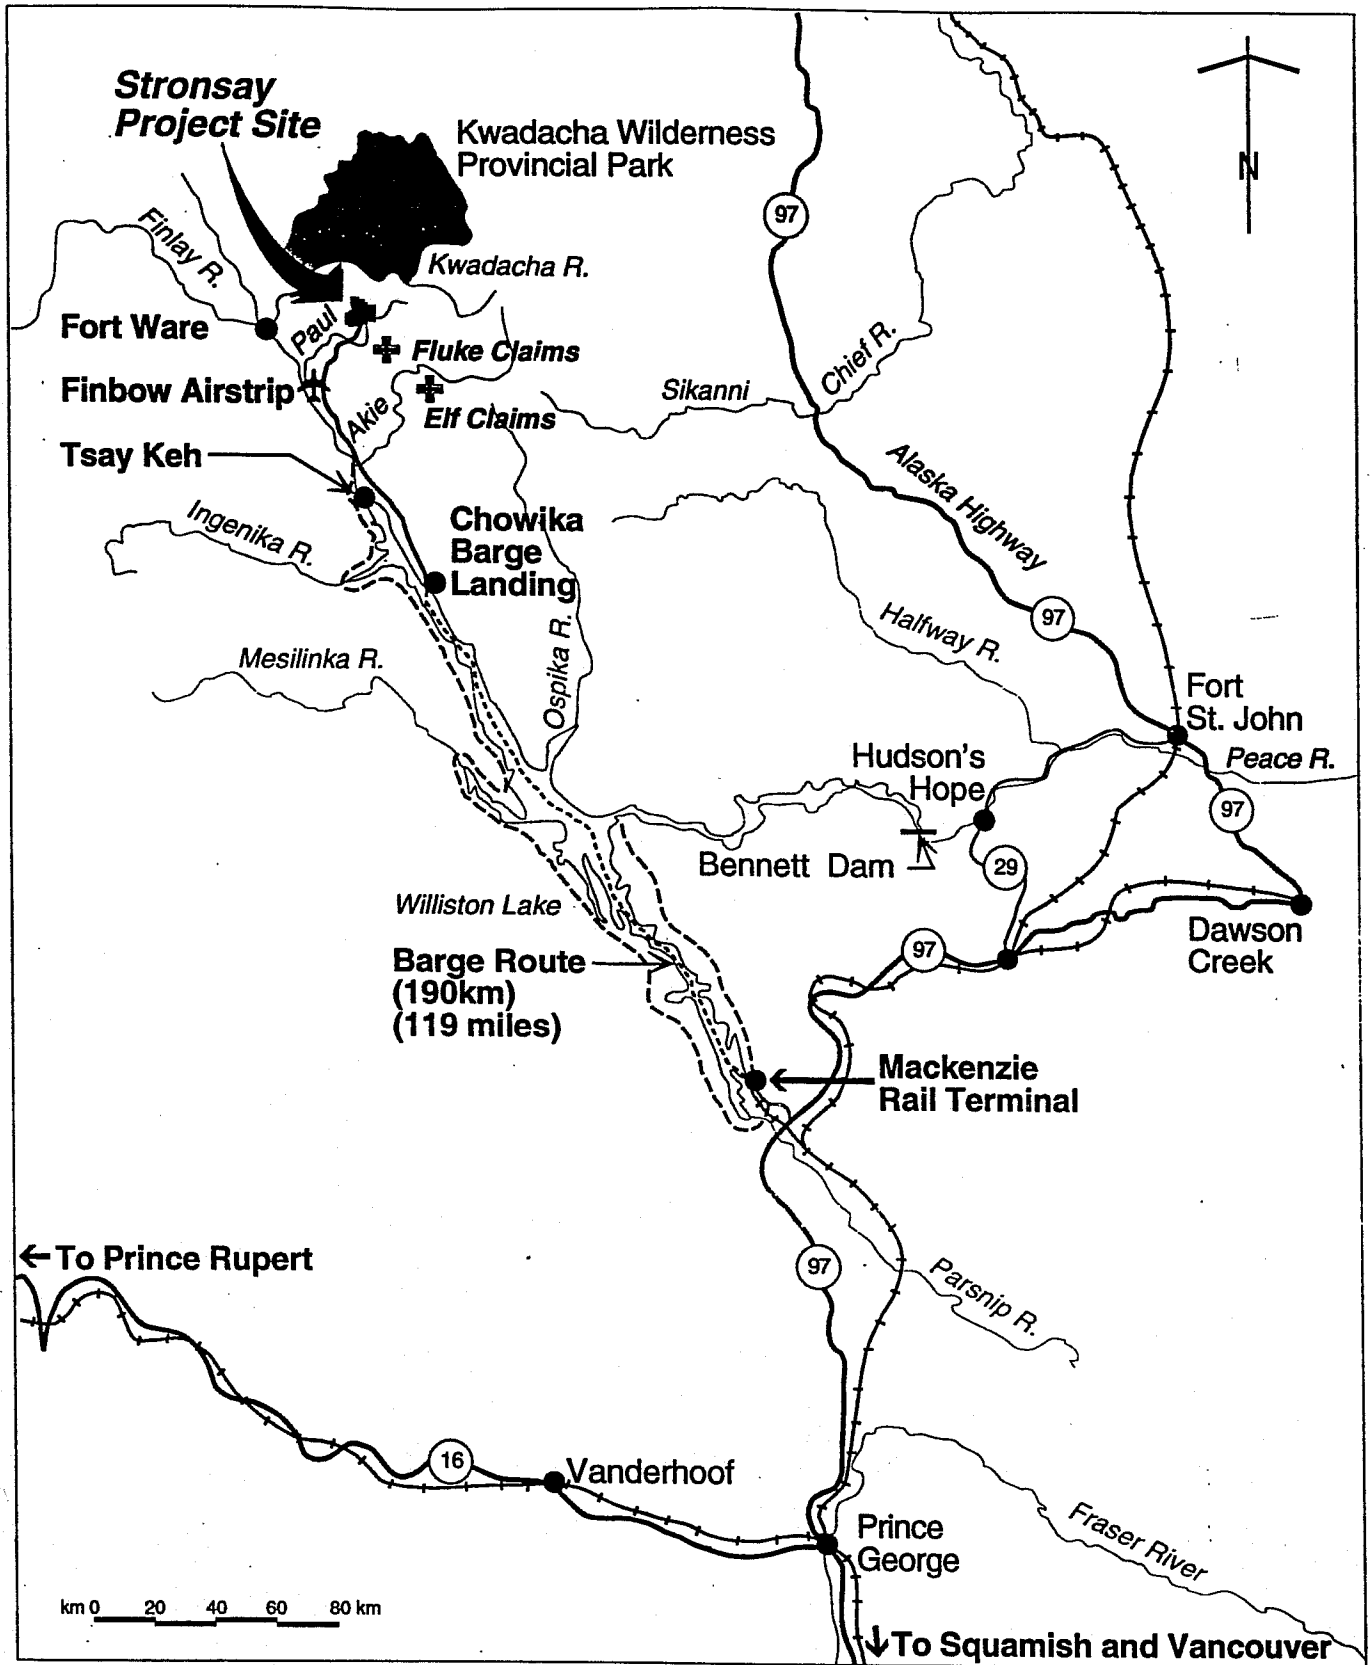 Stronsay
Project Site
Kwadacha Wilderness
Provincial Park
N
97
Finlay R.
Kwadacha R.
Fort Ware
Paul
Fluke Claims
Chief R.
Finbow Airstrip
Sikanni
Akie
Elf Claims
Tsay Keh
Alaska Highway
Ingenika R.
Chowika
Barge
Landing
97
Halfway R.
Mesilinka R.
Ospika R.
Fort
St. John
Hudson's
Hope
Peace R.
97
Bennett Dam
29
Williston Lake
Dawson
Creek
97
Barge Route
(190km)
(119 miles)
Mackenzie
Rail Terminal
To Prince Rupert
97
Parsnip R.
16
Vanderhoof
Prince
George
Fraser River
km 0 20 40 60 80 km
To Squamish and Vancouver